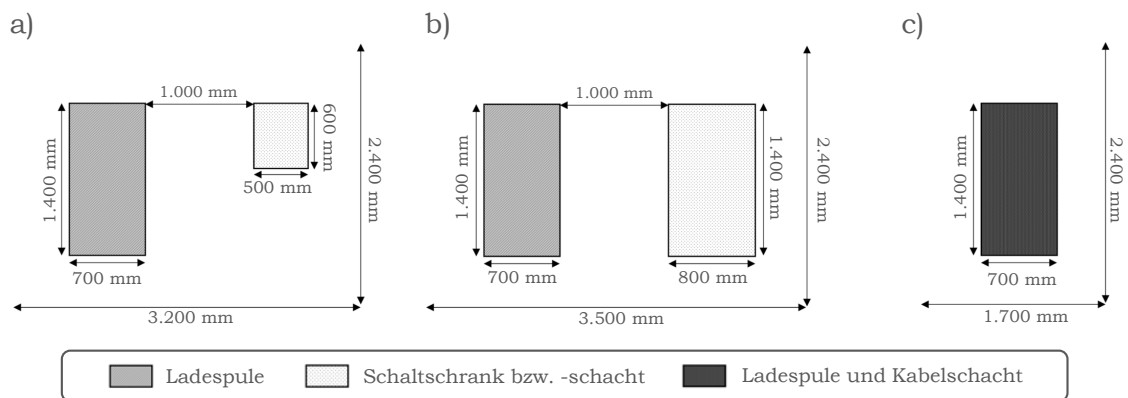 a)
1.000 mm
1.400 mm
600 mm
500 mm
700 mm
2.400 mm
3.200 mm
b)
1.000 mm
1.400 mm
1.400 mm
700 mm
800 mm
2.400 mm
3.500 mm
c)
1.400 mm
700 mm
2.400 mm
1.700 mm
Ladespule
Schaltschrank bzw. -schacht
Ladespule und Kabelschacht